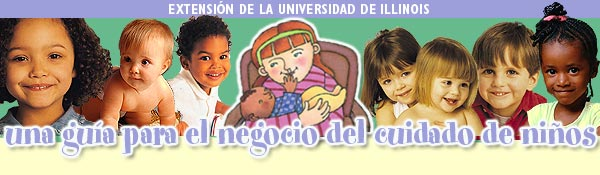 EXTENSIÓN DE LA UNIVERSIDAD DE ILLINOIS
una guía para el negocio del cuidado de niños